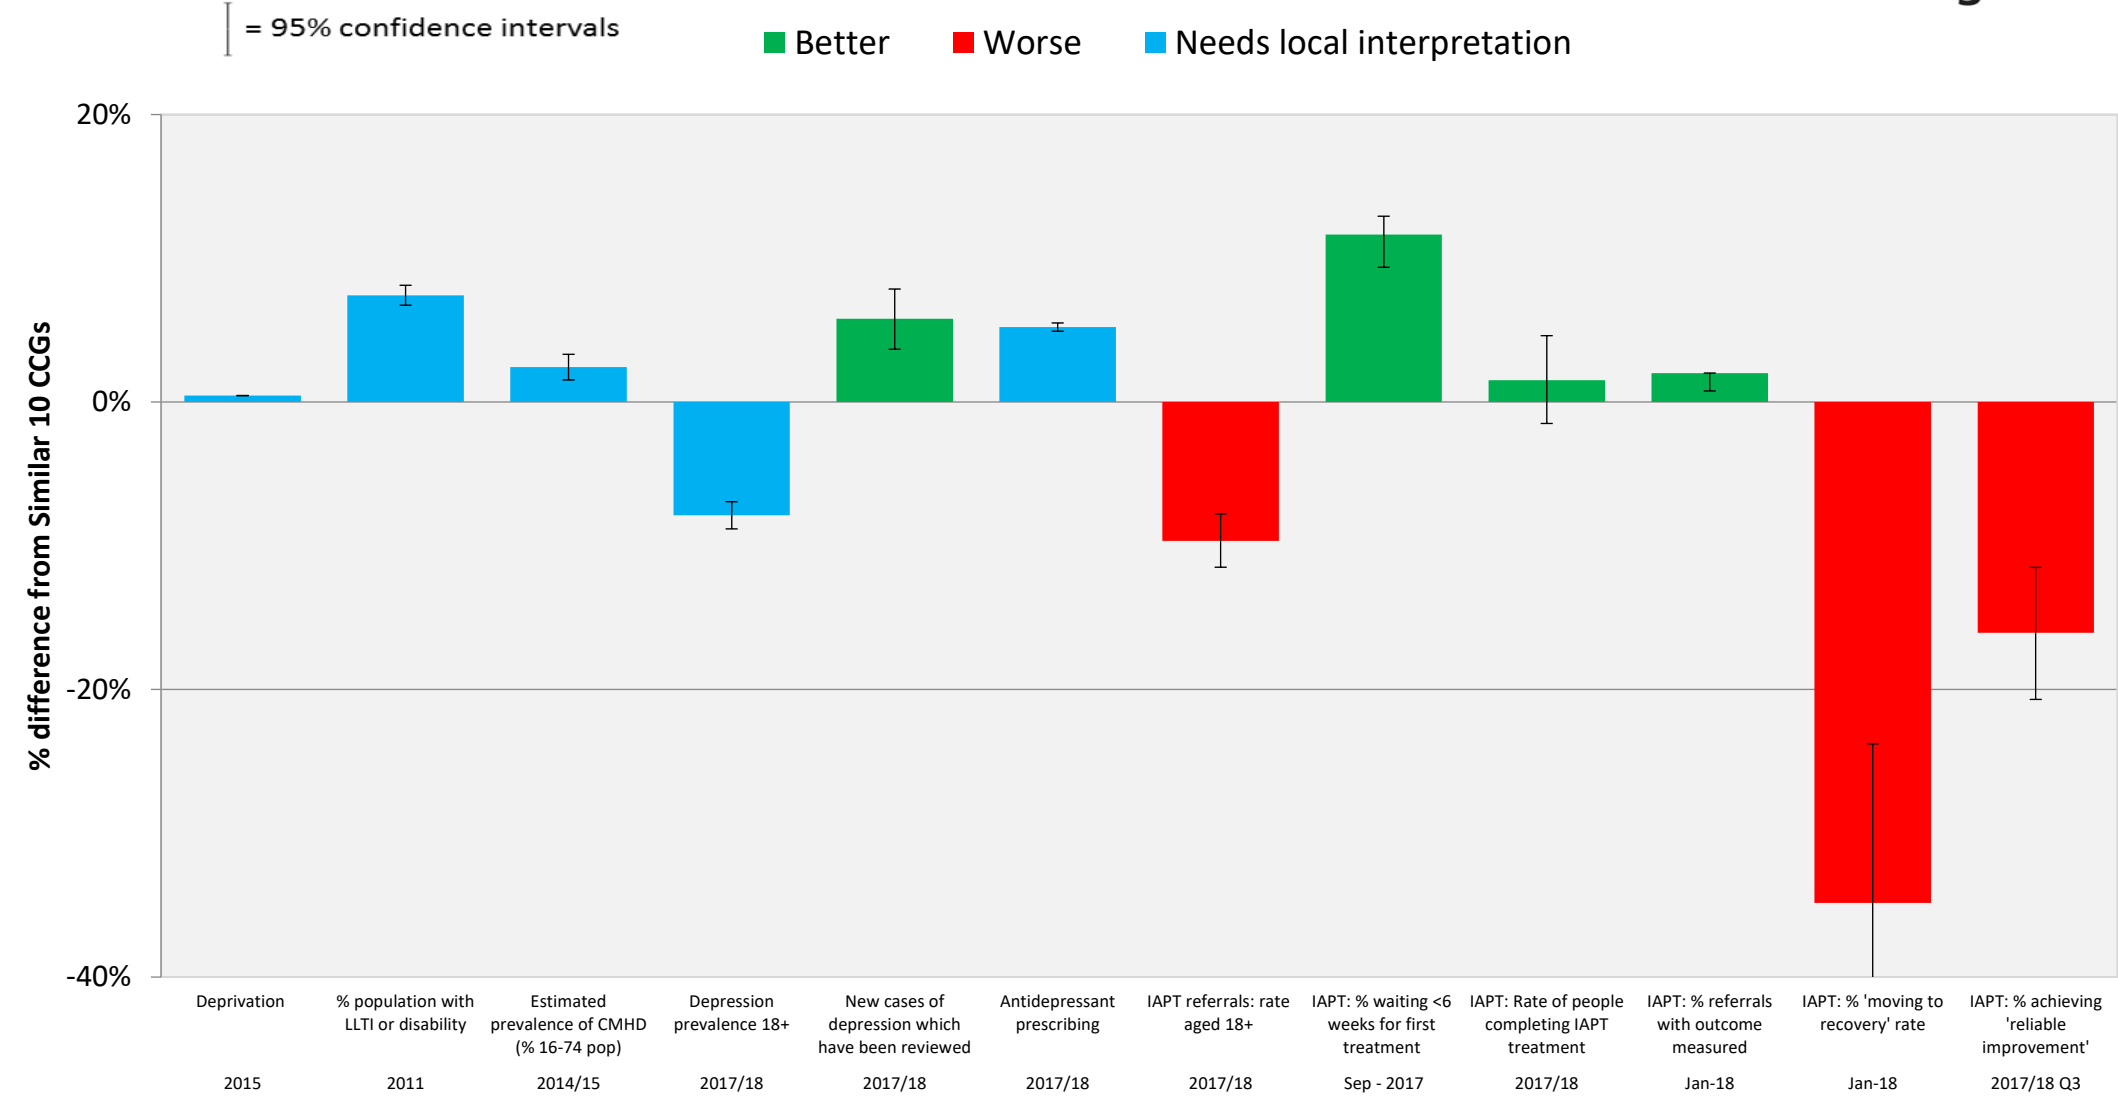 = 95% confidence intervals
Better
Worse
Needs local interpretation
% difference from Similar 10 CCGs
20%
0%
-20%
-40%
Deprivation
2015
% population with
LLTI or disability
2011
Estimated
prevalence of CMHD
(% 16-74 pop)
2014/15
Depression
prevalence 18+
2017/18
New cases of
depression which
have been reviewed
2017/18
Antidepressant
prescribing
2017/18
IAPT referrals: rate
aged 18+
2017/18
IAPT: % waiting <6
weeks for first
treatment
Sep - 2017
IAPT: Rate of people
completing IAPT
treatment
2017/18
IAPT: % referrals
with outcome
measured
Jan-18
IAPT: % 'moving to
recovery' rate
Jan-18
IAPT: % achieving
'reliable
improvement'
2017/18 Q3